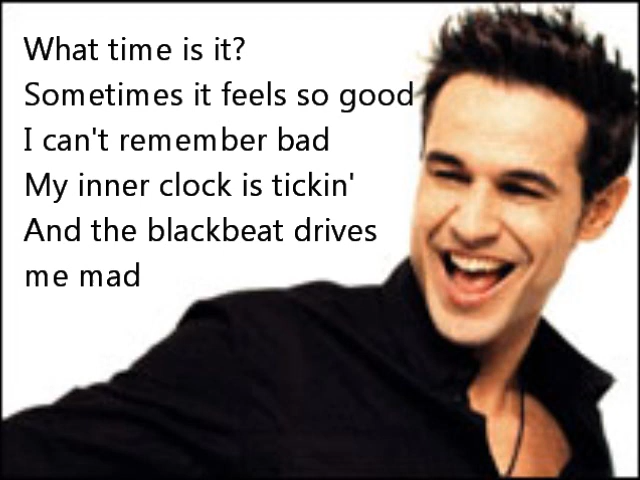 What time is it?
Sometimes it feels so good
I can't remember bad
My inner clock is tickin'
And the blackbeat drives
me mad